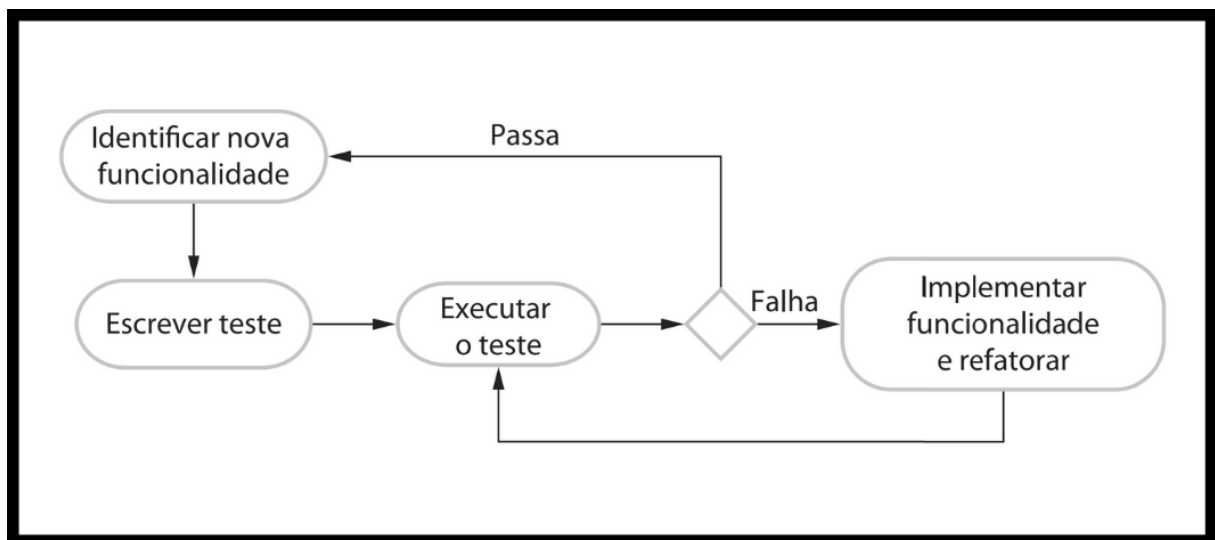 Identificar nova
funcionalidade
Passa
Escrever teste
Executar
o teste
Falha
Implementar
funcionalidade
e refatorar